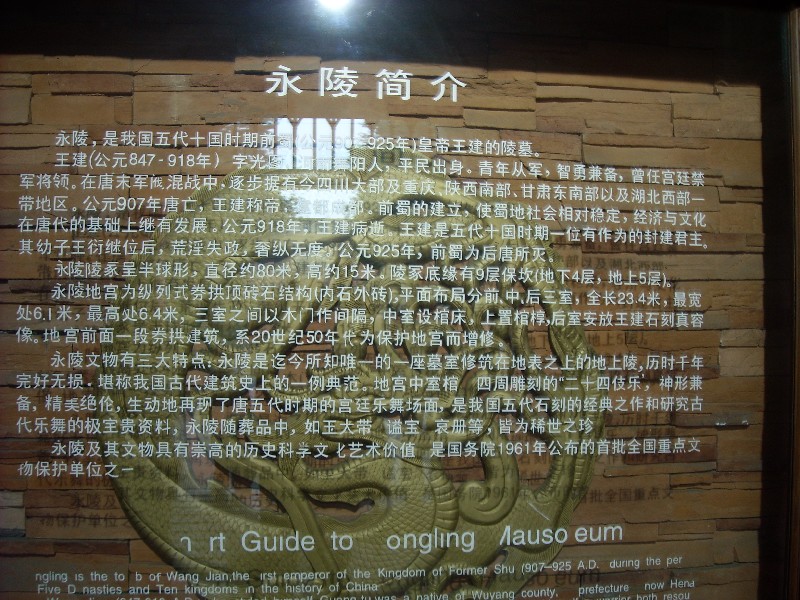 永陵简介
永陵，是我国五代十国时期前 (公元90 -925年)皇帝王建的陵墓。
王建(公元847-918年) 字光 阳人，平民出身。青年从军，智勇兼备，曾任宫廷禁
军将领。在唐末军阀混战中，逐步据有今四川大部及重庆、陕西南部、甘肃东南部以及湖北西部一
带地区。公元907年唐亡，王建称帝 。前蜀的建立，使蜀地社会相对稳定，经济与文化
在唐代的基础上继有发展。公元918年，王建病逝。王建是五代十国时期一位有作为的封建君主。
其幼子王衍继位后，荒淫失政，奢纵无度，公元925年，前蜀为后唐所灭。
永陵陵冢呈半球形，直径约80米，高约15米。陵冢底缘有9层保坎(地下4层，地上5层)。
永陵地宫为纵列式券拱顶砖石结构(内石外砖),平面布局分前、中、后三室，全长23.4米，最宽
处6.1米，最高处6.4米，三室之间以木门作间隔，中室设棺床，上置棺椁,后室安放王建石刻真容
像。地宫前面一段券拱建筑，系20世纪50年代为保护地宫而增修。
永陵文物有三大特点：永陵是迄今所知唯一的一座墓室修筑在地表之上的地上陵,历时千年
完好无损，堪称我国古代建筑史上的一例典范。地宫中室棺 四周雕刻的“二十四伎乐”，神形兼
备，精美绝伦，生动地再现了唐五代时期的宫廷乐舞场面，是我国五代石刻的经典之作和研究古
代乐舞的极宝贵资料，永陵随葬品中，如玉大带、谥宝、哀册等，皆为稀世之珍
永陵及其文物具有崇高的历史科学文化艺术价值 是国务院1961年公布的首批全国重点文
物保护单位之一
rt Guide to ongling Mausoleum
ngling is the to b of Wang Jian,the irst emperor of the Kingdom of Former Shu (907-925 A.D. during the per
Five D nasties and Ten kingdoms in the history of China
was a native of Wuyang county, prefecture now Hena